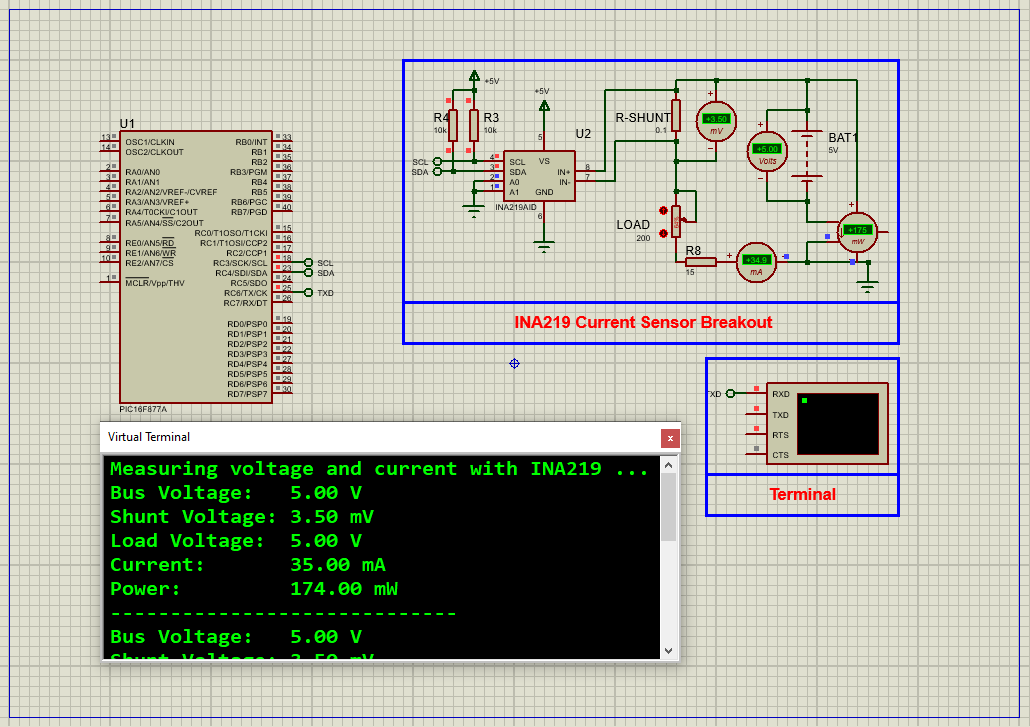 U1
13
14
OSC1/CLKIN
OSC2/CLKOUT
2
3
4
5
6
7
RA0/AN0
RA1/AN1
RA2/AN2/VREF-/CVREF
RA3/AN3/VREF+
RA4/T0CKI/C1OUT
RA5/AN4/SS/C2OUT
8
9
10
RE0/AN5/RD
RE1/AN6/WR
RE2/AN7/CS
1
MCLR/Vpp/THV
RB0/INT
RB1
RB2
RB3/PGM
RB4
RB5
RB6/PGC
RB7/PGD
33
34
35
36
37
38
39
40
RC0/T1OSO/T1CKI
RC1/T1OSI/CCP2
RC2/CCP1
RC3/SCK/SCL
RC4/SDI/SDA
RC5/SDO
RC6/TX/CK
RC7/RX/DT
15
16
17
18
23
24
25
26
SCL
SDA
TXD
RD0/PSP0
RD1/PSP1
RD2/PSP2
RD3/PSP3
RD4/PSP4
RD5/PSP5
RD6/PSP6
RD7/PSP7
19
20
21
22
27
28
29
30
PIC16F877A
+5V
R4
10k
R3
10k
SCL
SDA
+5V
U2
5
4
3
2
1
SCL
SDA
A0
A1
VS
GND
IN+
IN-
8
7
6
INA219AID
R-SHUNT
0.1
+
+3.50
mV
+
+5.00
Volts
BAT1
5V
LOAD
200
R8
15
+
+34.9
mA
+
+175
mW
INA219 Current Sensor Breakout
TXD
RXD
TXD
RTS
CTS
Terminal
Virtual Terminal
x
Measuring voltage and current with INA219 ...
Bus Voltage: 5.00 V
Shunt Voltage: 3.50 mV
Load Voltage: 5.00 V
Current: 35.00 mA
Power: 174.00 mW
-----------------------------
Bus Voltage: 5.00 V
Shunt Voltage: 3.50 mV